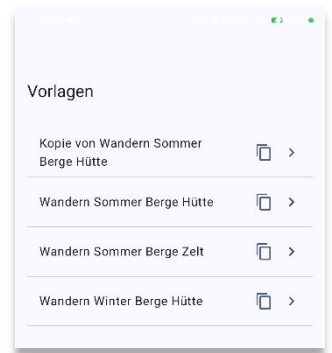 Vorlagen
Kopie von Wandern Sommer
Berge Hütte
Wandern Sommer Berge Hütte
Wandern Sommer Berge Zelt
Wandern Winter Berge Hütte